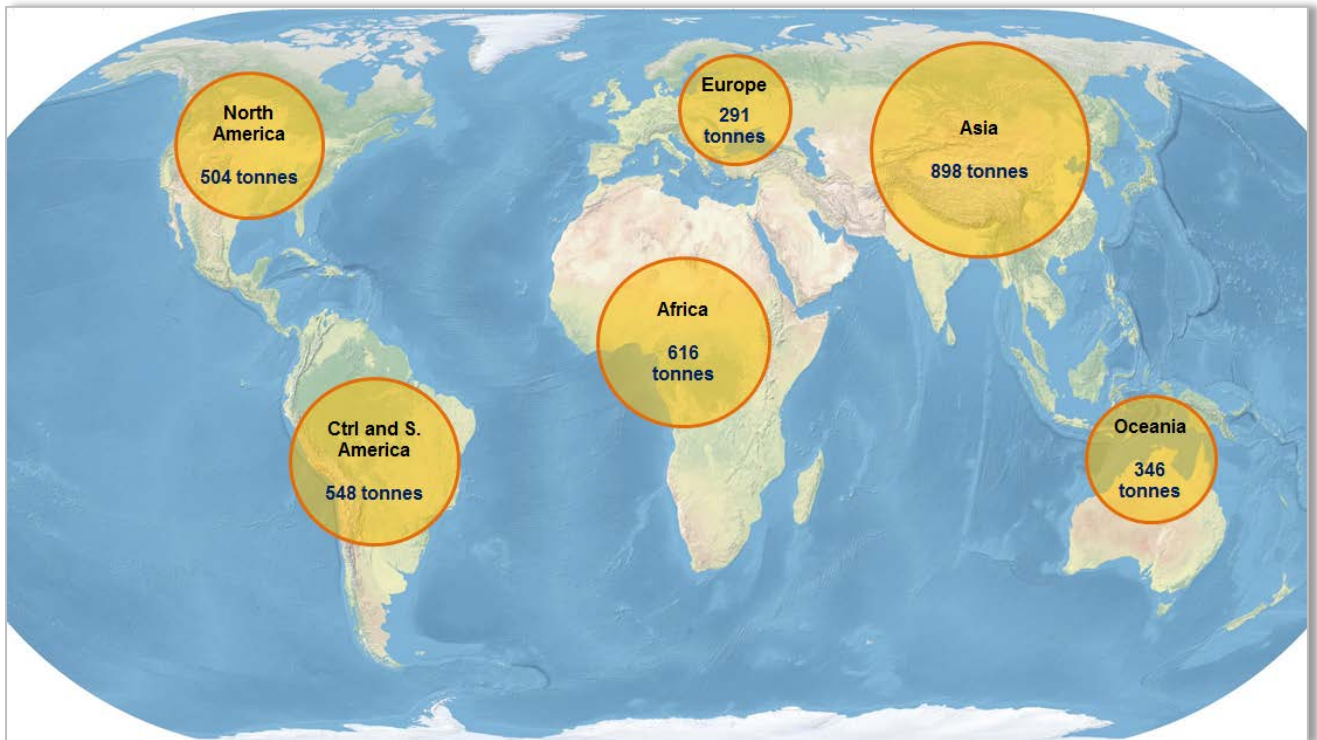 North
America
504 tonnes
Europe
291
tonnes
Asia
898 tonnes
Africa
616
tonnes
Ctrl and S.
America
548 tonnes
Oceania
346
tonnes